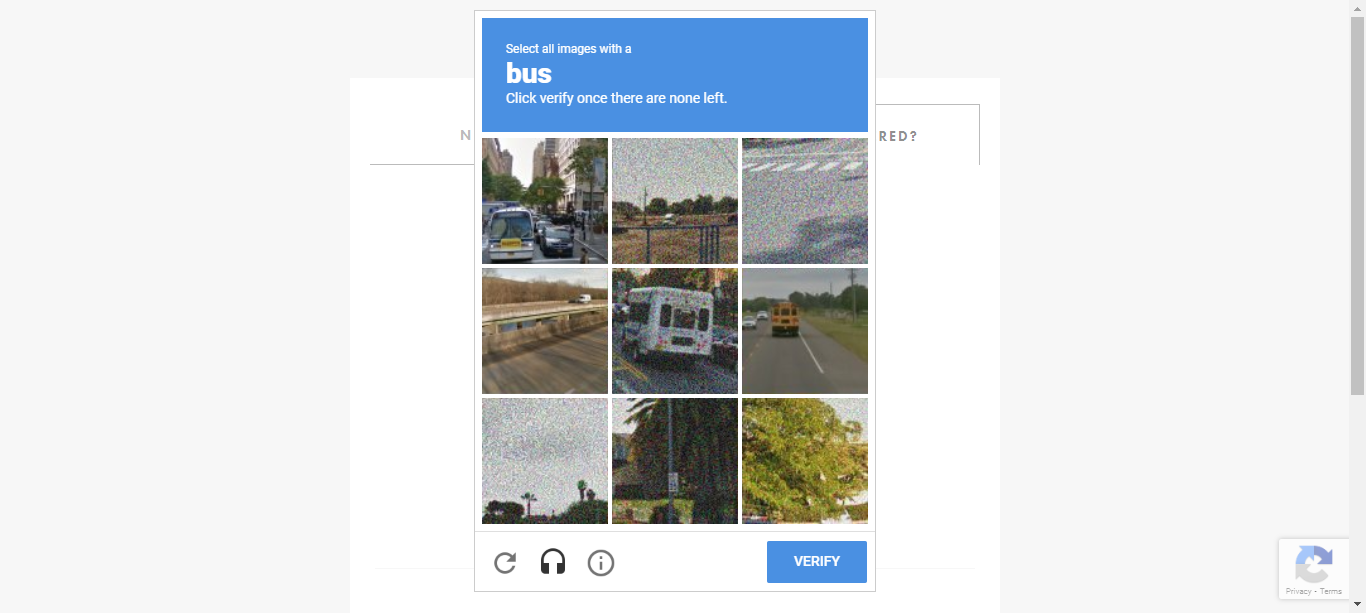 Select all images with a
bus
Click verify once there are none left.
N
RED?
VERIFY
Privacy - Terms